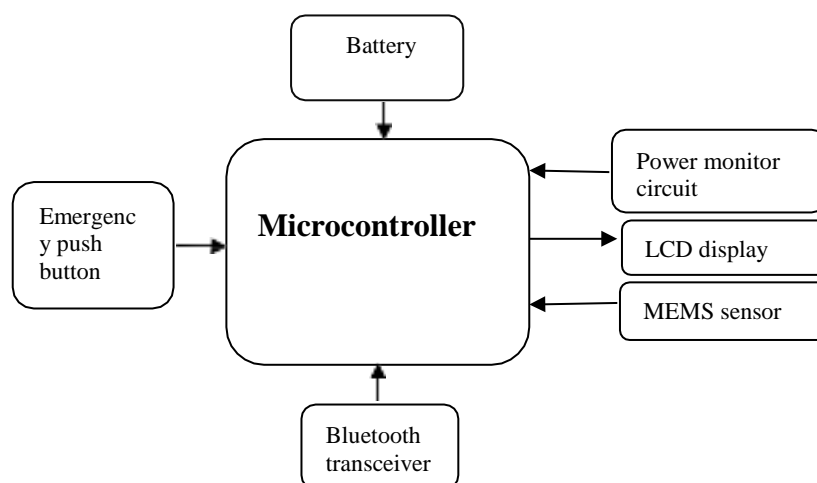 Battery
Power monitor
circuit
Emergenc
y push
button
Microcontroller
LCD display
MEMS sensor
Bluetooth
transceiver